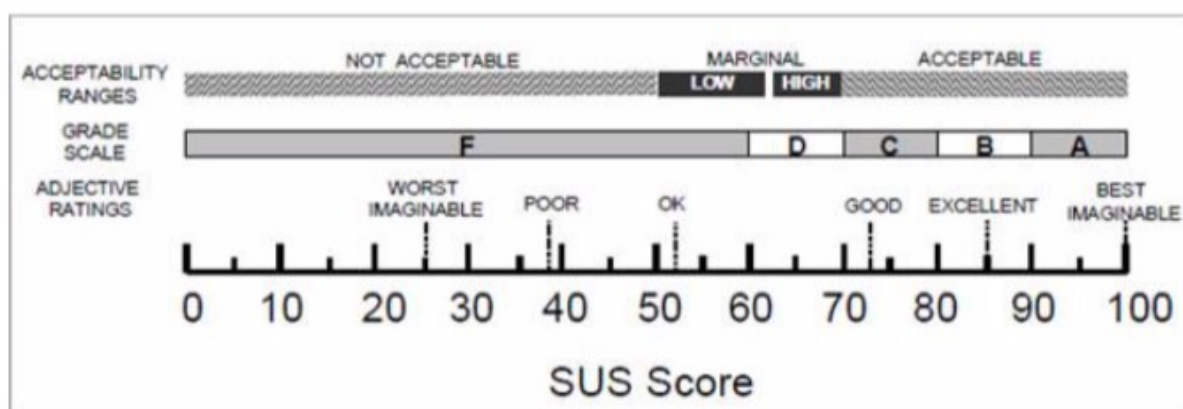 NOT ACCEPTABLE
MARGINAL
ACCEPTABLE
ACCEPTABILITY
RANGES
LOW
HIGH
GRADE
SCALE
F
D
C
B
A
ADJECTIVE
RATINGS
WORST
IMAGINABLE
POOR
OK
GOOD
EXCELLENT
BEST
IMAGINABLE
0 10 20 30 40 50 60 70 80 90 100
SUS Score